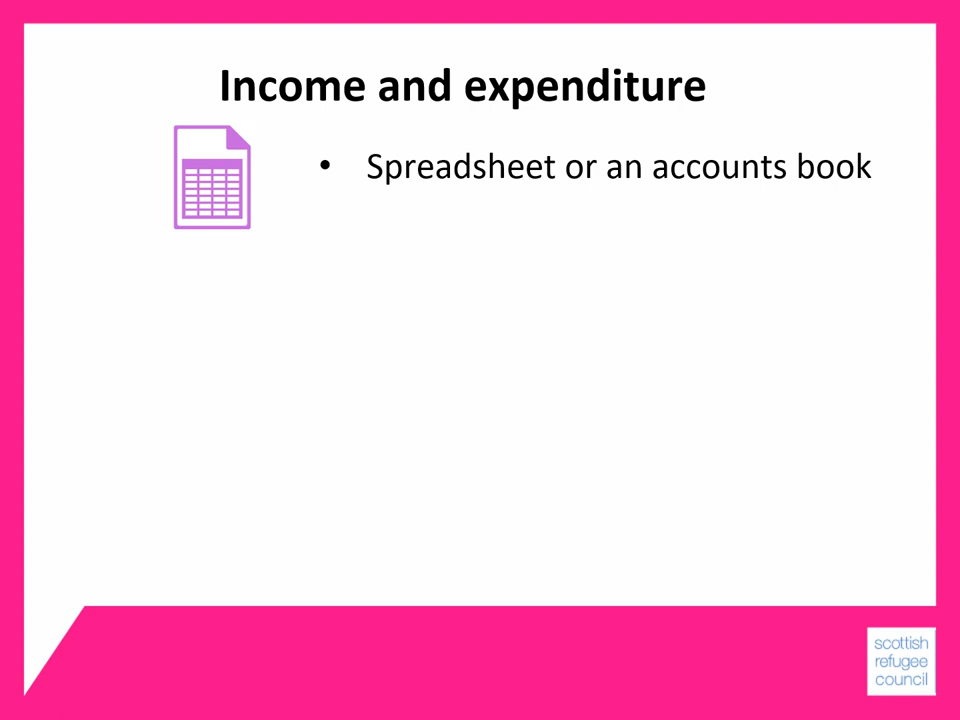 Income and expenditure
• Spreadsheet or an accounts book
scottish
refugee
council